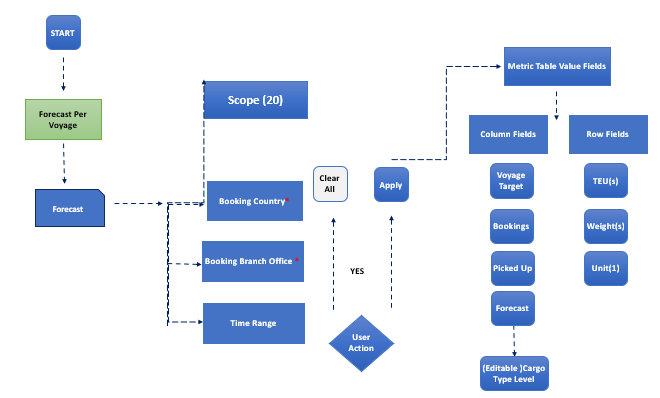 START
Forecast Per
Voyage
Forecast
Scope (20)
Booking Country*
Booking Branch Office *
Time Range
Clear
All
Apply
YES
User
Action
Metric Table Value Fields
Column Fields
Row Fields
Voyage
Target
TEU(s)
Bookings
Weight(s)
Picked Up
Unit(1)
Forecast
(Editable )Cargo
Type Level